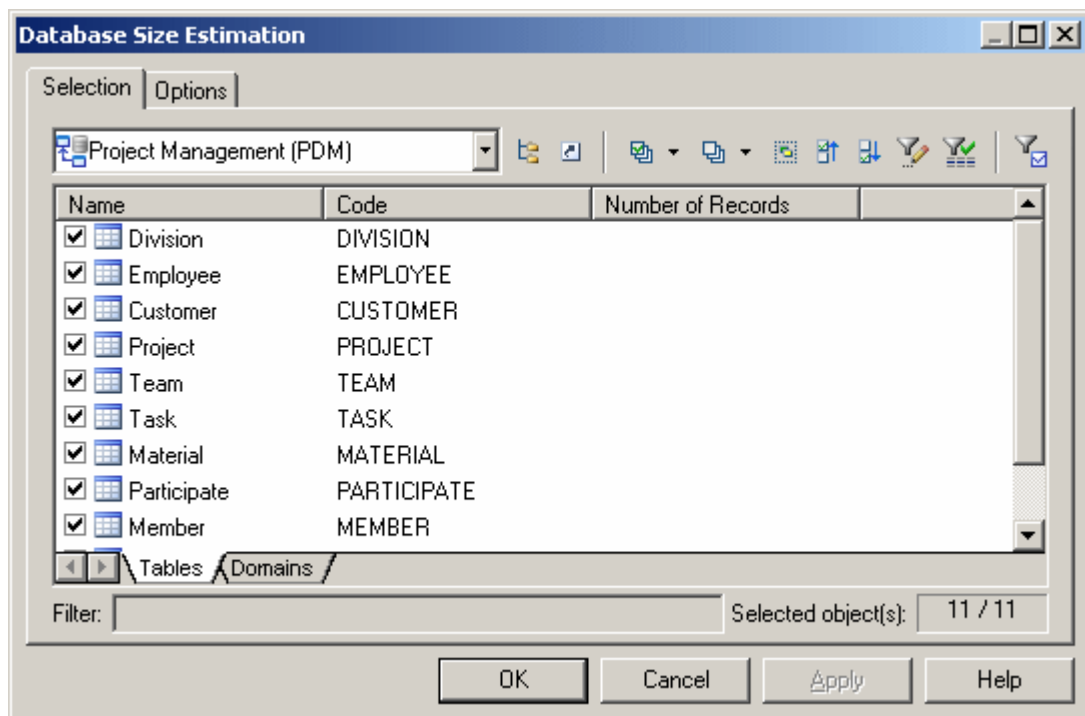 Database Size Estimation
Selection Options
Project Management (PDM)
Name Code Number of Records
Division DIVISION
Employee EMPLOYEE
Customer CUSTOMER
Project PROJECT
Team TEAM
Task TASK
Material MATERIAL
Participate PARTICIPATE
Member MEMBER
Tables Domains
Filter: Selected object(s): 11 / 11
OK Cancel Apply Help